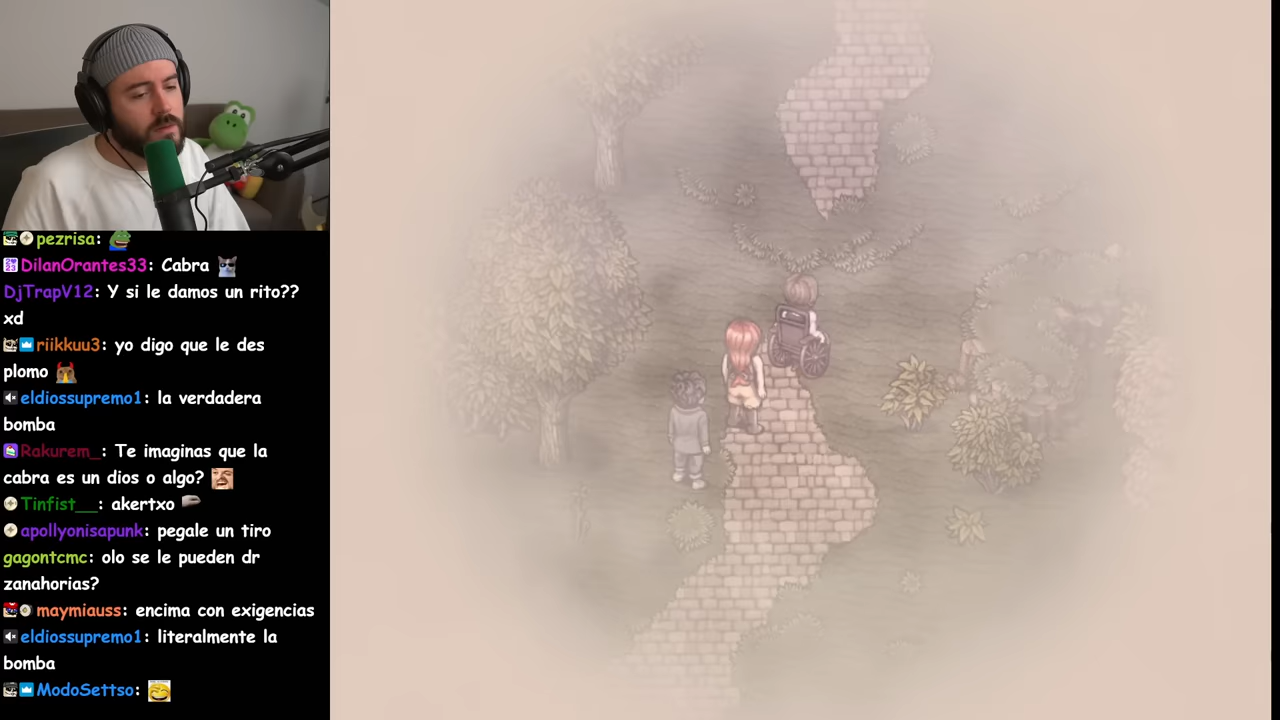 pezrisa:
DilanOrantes33: Cabra
DjTrapV12: Y si le damos un rito??
xd
riikkuu3: yo digo que le des
plomo
eldiossupremo1: la verdadera
bomba
Rakurem_: Te imaginas que la
cabra es un dios o algo?
Tinfist__: akertxo
apollyonisapunk: pegale un tiro
gagontcmc: olo se le pueden dr
zanahorias?
maymiauss: encima con exigencias
eldiossupremo1: literalmente la
bomba
ModoSettso: